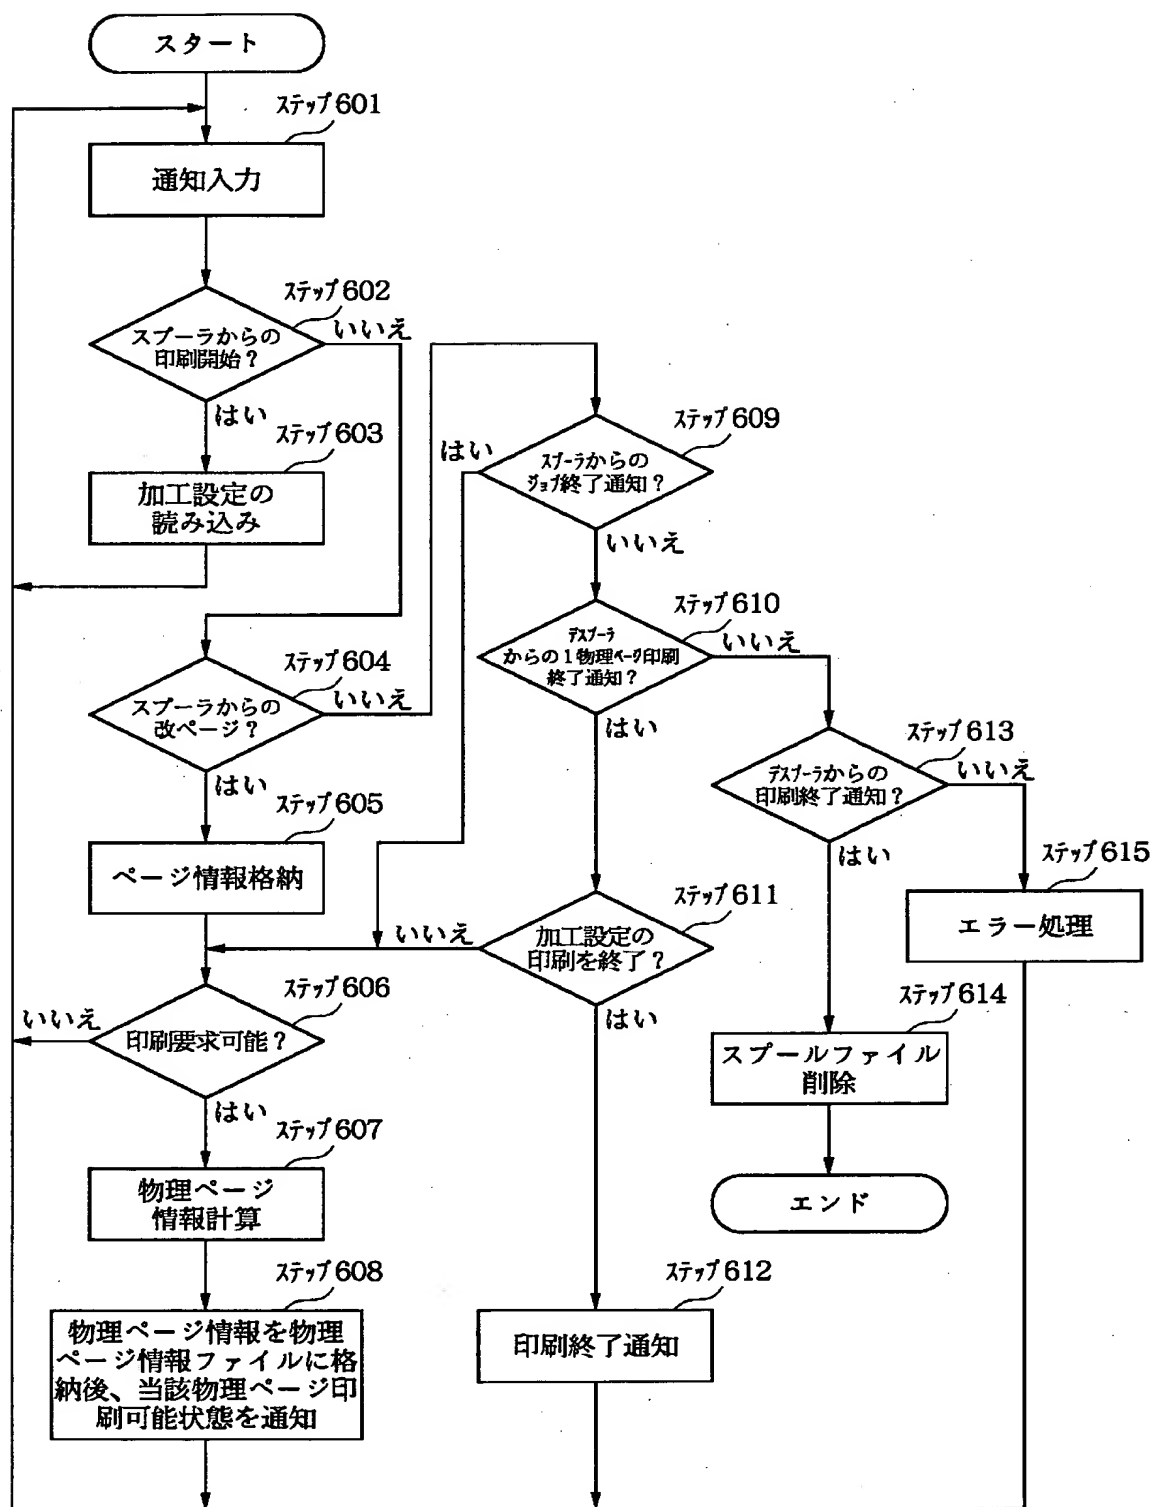 スタート
ステップ601
通知入力
ステップ602
スプーラからの
印刷開始?
いいえ
はい
ステップ603
加工設定の
読み込み
ステップ604
スプーラからの
改ページ?
いいえ
はい
ステップ605
ページ情報格納
ステップ606
印刷要求可能?
いいえ
はい
ステップ607
物理ページ
情報計算
ステップ608
物理ページ情報を物理
ページ情報ファイルに格
納後、当該物理ページ印
刷可能状態を通知
ステップ609
スプーラからの
ジョブ終了通知?
はい
いいえ
ステップ610
デスプーラ
からの1物理ページ印刷
終了通知?
いいえ
はい
ステップ611
加工設定の
印刷を終了?
いいえ
はい
ステップ612
印刷終了通知
ステップ613
デスプーラからの
印刷終了通知?
いいえ
はい
ステップ614
スプールファイル
削除
エンド
ステップ615
エラー処理